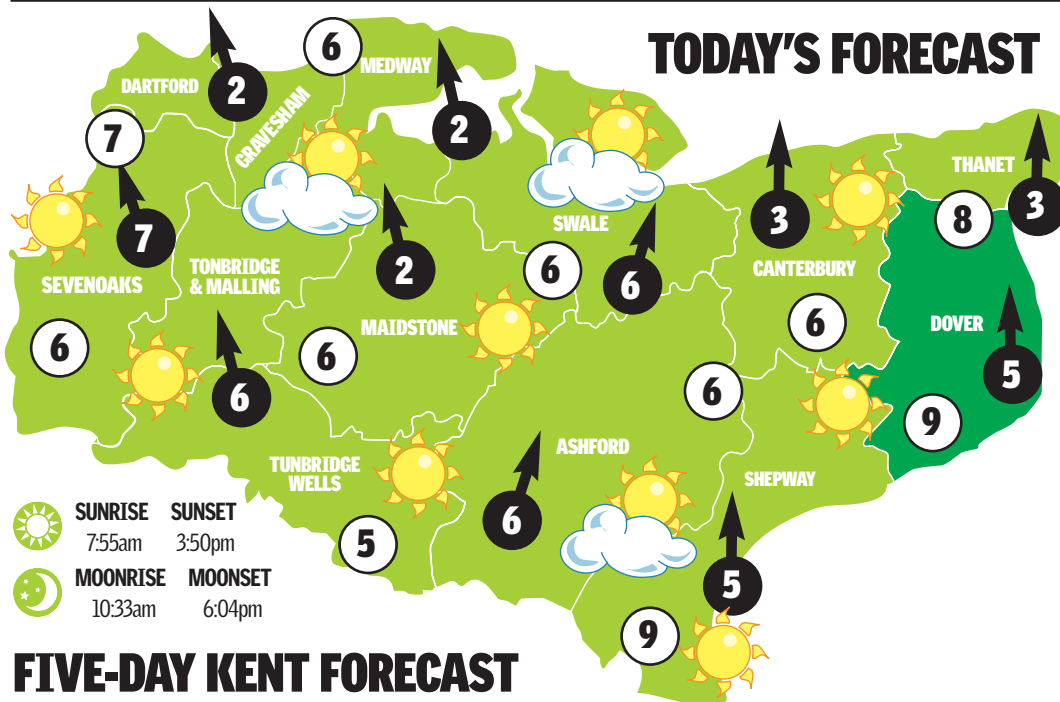 TODAY'S FORECAST
6
MEDWAY
DARTFORD
2
GRAVESHAM
7
2
THANET
3
3
8
SWALE
7
2
6
6
CANTERBURY
SEVENOAKS
TONBRIDGE
& MALLING
MAIDSTONE
6
DOVER
6
6
6
6
5
9
ASHFORD
TUNBRIDGE
WELLS
SHEPWAY
6
5
5
9
SUNRISE SUNSET
7:55am 3:50pm
MOONRISE MOONSET
10:33am 6:04pm
FIVE-DAY KENT FORECAST